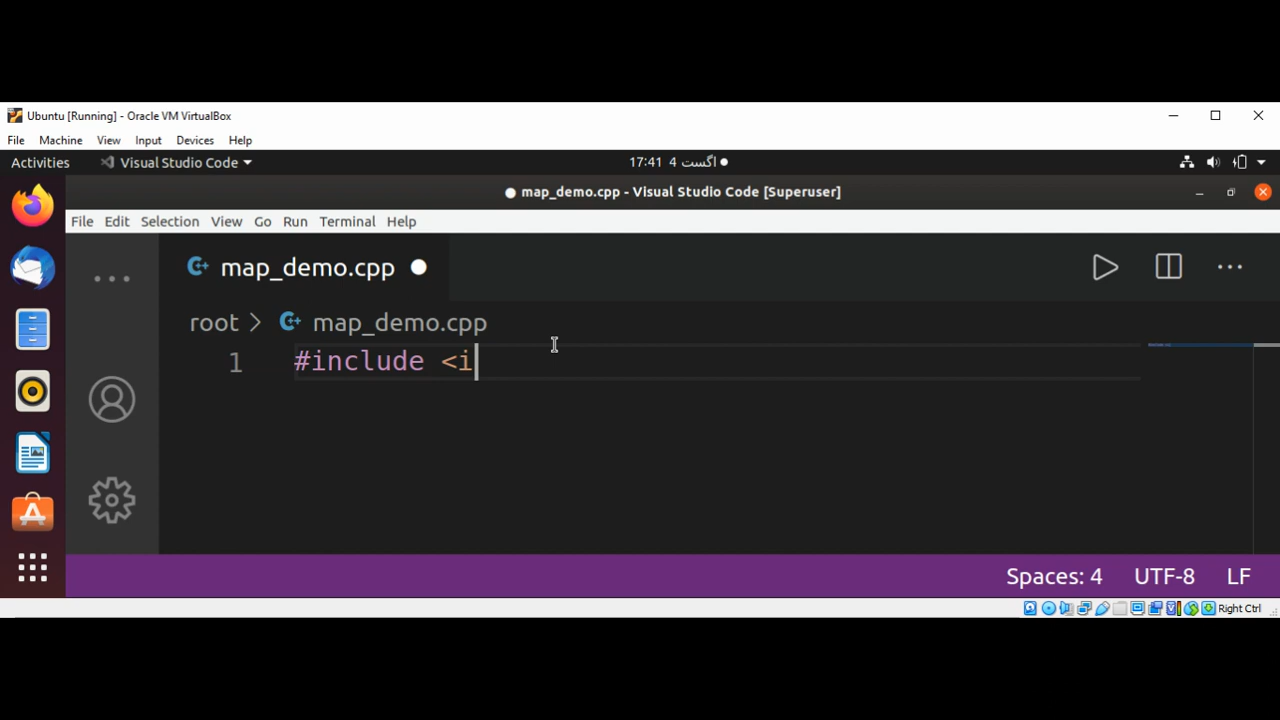 Ubuntu [Running] - Oracle VM VirtualBox
File Machine View Input Devices Help
Activities Visual Studio Code 17:41 4 اگست
map_demo.cpp - Visual Studio Code [Superuser]
File Edit Selection View Go Run Terminal Help
map_demo.cpp
root > map_demo.cpp
1 #include <i
Spaces: 4 UTF-8 LF
Right Ctrl